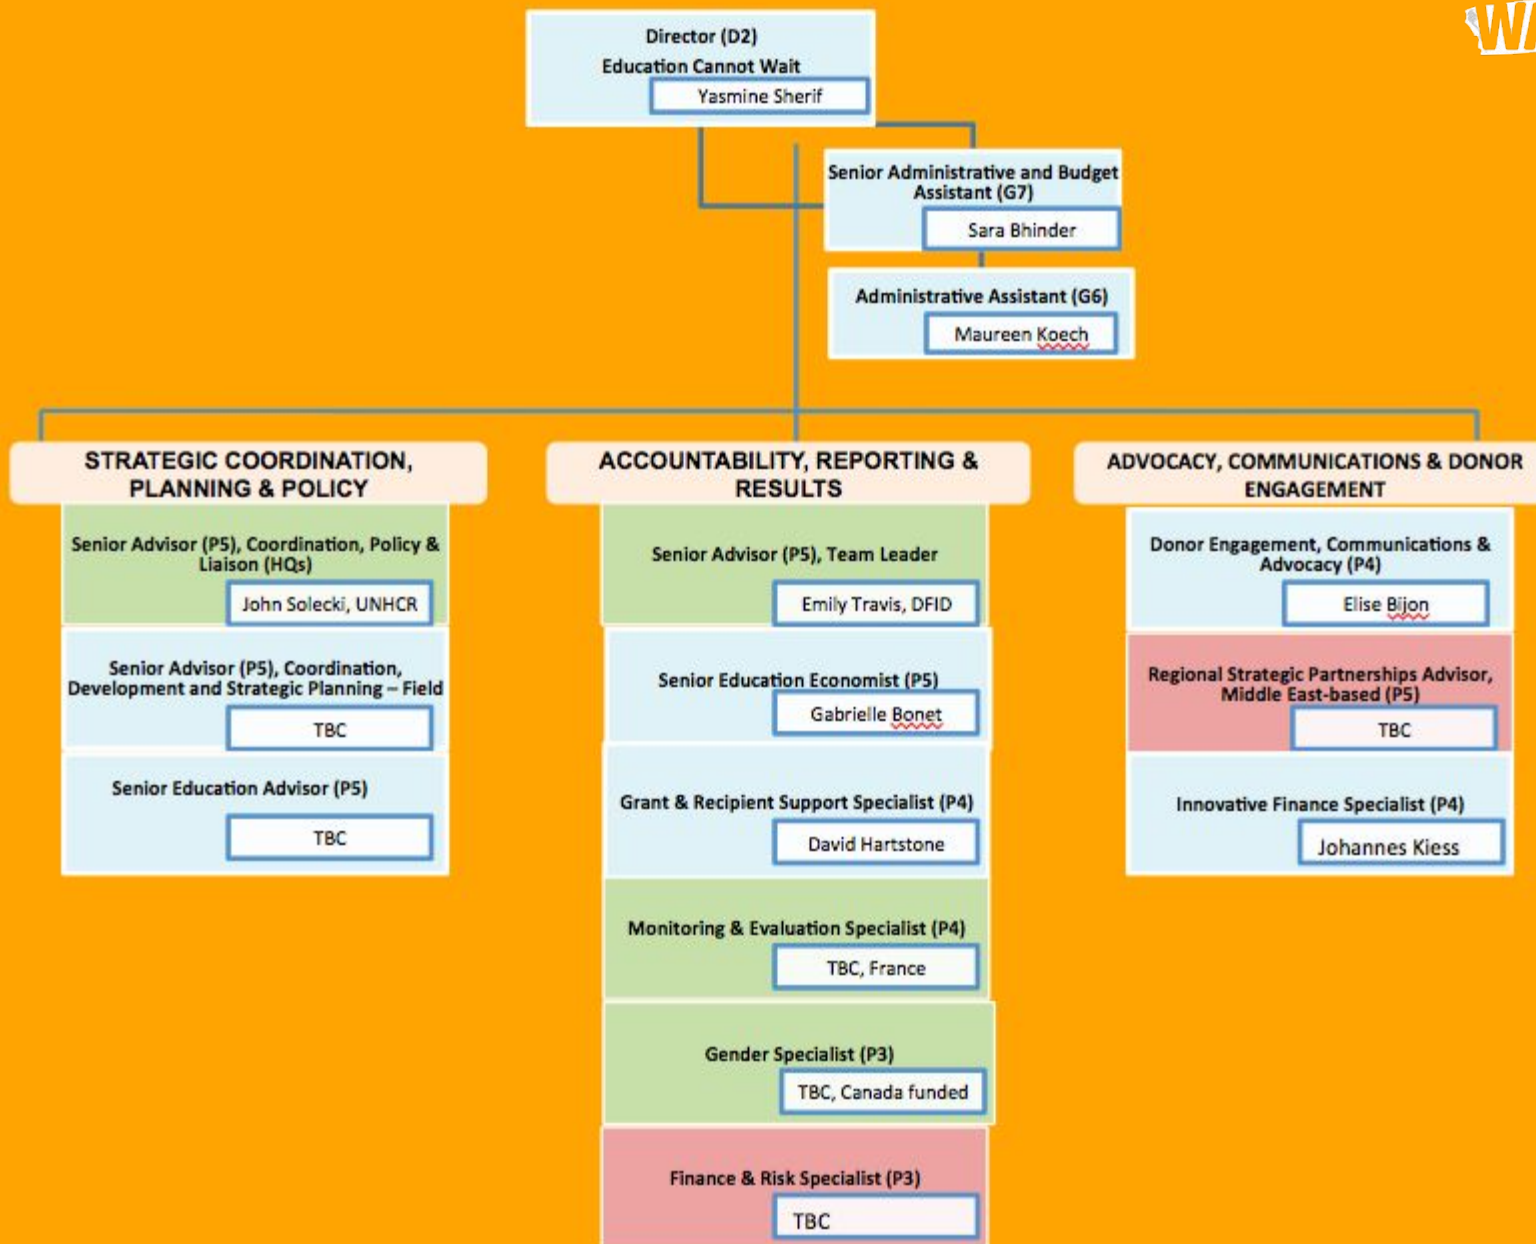 Director (D2)
Education Cannot Wait
Yasmine Sherif
Senior Administrative and Budget
Assistant (G7)
Sara Bhinder
Administrative Assistant (G6)
Maureen Koech
STRATEGIC COORDINATION,
PLANNING & POLICY
Senior Advisor (P5), Coordination, Policy &
Liaison (HQs)
John Solecki, UNHCR
Senior Advisor (P5), Coordination,
Development and Strategic Planning – Field
TBC
Senior Education Advisor (P5)
TBC
ACCOUNTABILITY, REPORTING &
RESULTS
Senior Advisor (P5), Team Leader
Emily Travis, DFID
Senior Education Economist (P5)
Gabrielle Bonet
Grant & Recipient Support Specialist (P4)
David Hartstone
Monitoring & Evaluation Specialist (P4)
TBC, France
Gender Specialist (P3)
TBC, Canada funded
Finance & Risk Specialist (P3)
TBC
ADVOCACY, COMMUNICATIONS & DONOR
ENGAGEMENT
Donor Engagement, Communications &
Advocacy (P4)
Elise Bijon
Regional Strategic Partnerships Advisor,
Middle East-based (P5)
TBC
Innovative Finance Specialist (P4)
Johannes Kiess